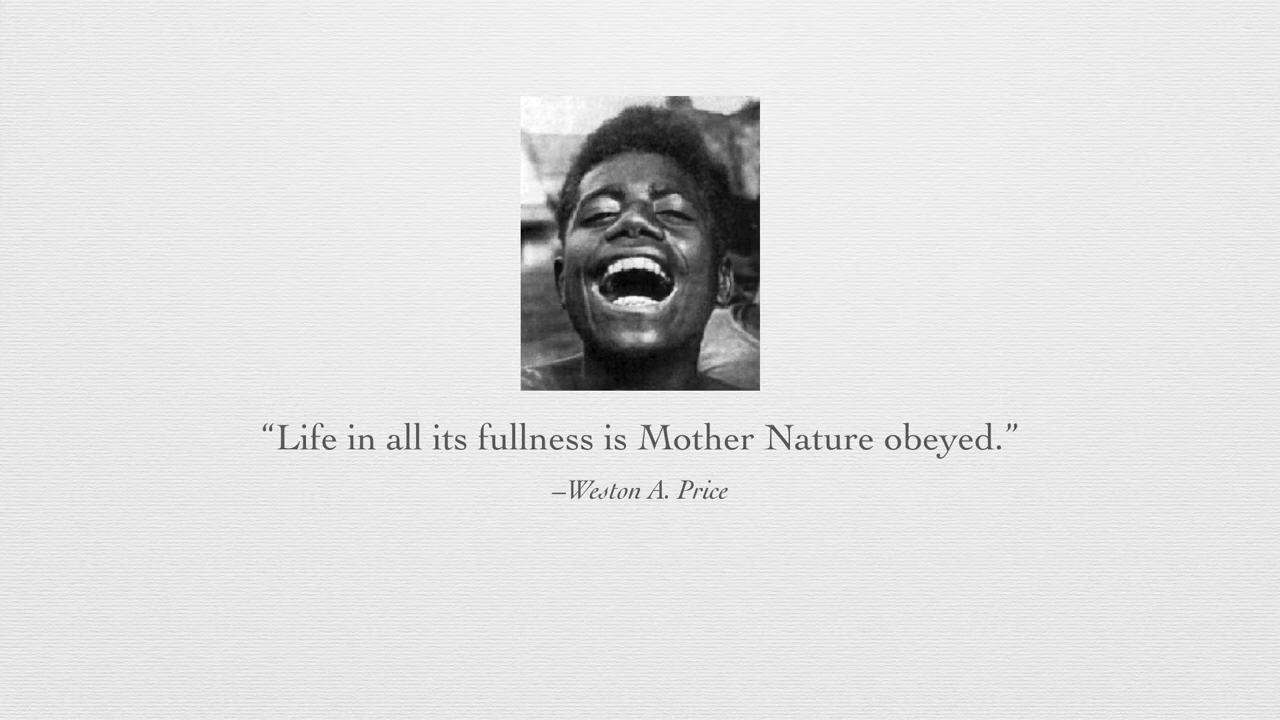 “Life in all its fullness is Mother Nature obeyed.”
–Weston A. Price